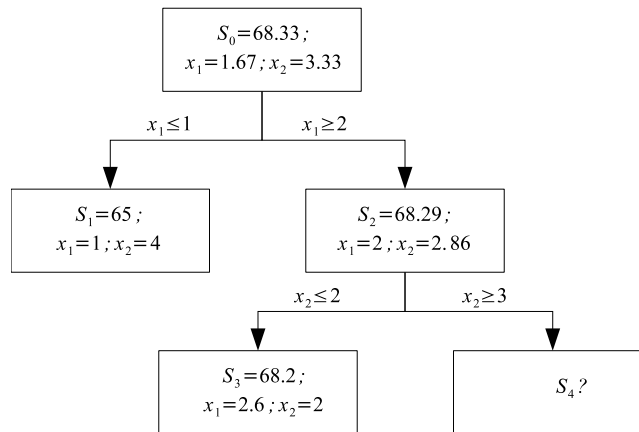 S₀=68.33;
x₁=1.67; x₂=3.33
x₁≤1
x₁≥2
S₁=65;
x₁=1; x₂=4
S₂=68.29;
x₁=2; x₂=2.86
x₂≤2
x₂≥3
S₃=68.2;
x₁=2.6; x₂=2
S₄?